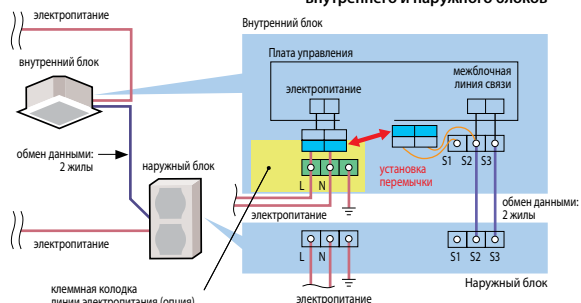 внутреннего и наружного блоков
электропитание
Внутренний блок
Плата управления
внутренний блок
электропитание
межблочная
линия связи
S1 S2 S3
обмен данными:
2 жилы
наружный блок
установка
перемычки
L N
обмен данными:
2 жилы
электропитание
электропитание
L N
S1 S2 S3
Наружный блок
клеммная колодка
линии электропитания (опция)
электропитание